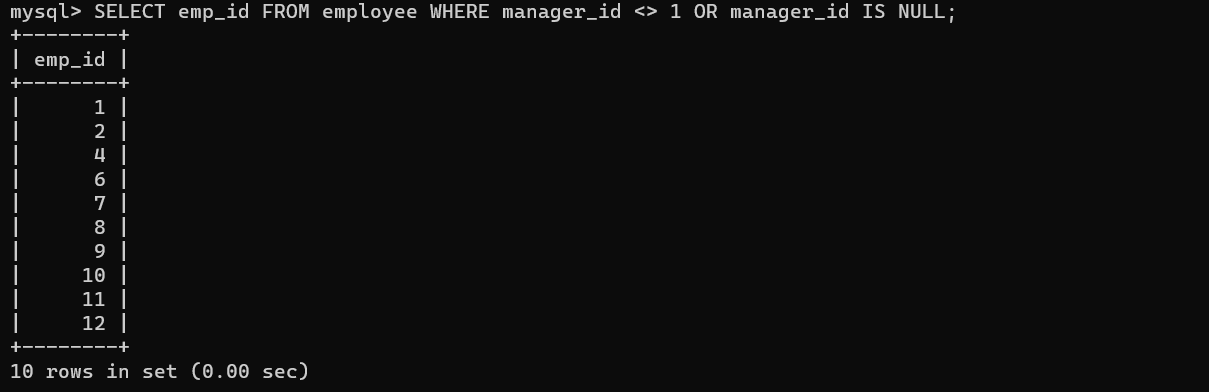 mysql> SELECT emp_id FROM employee WHERE manager_id <> 1 OR manager_id IS NULL;
+--------+
| emp_id |
+--------+
|      1 |
|      2 |
|      4 |
|      6 |
|      7 |
|      8 |
|      9 |
|     10 |
|     11 |
|     12 |
+--------+
10 rows in set (0.00 sec)